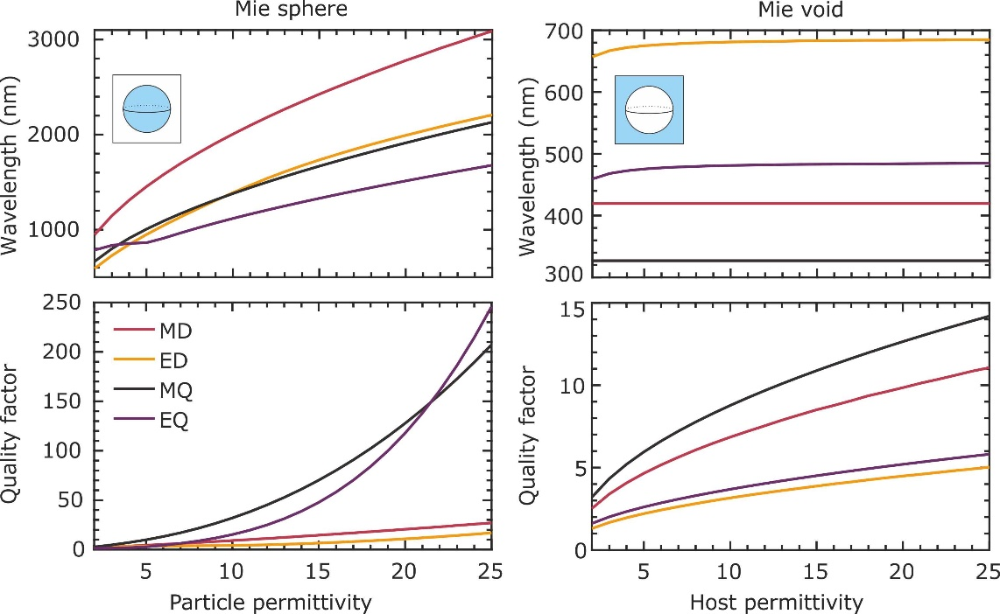 Mie sphere
Mie void
Wavelength (nm)
3000
2000
1000
Wavelength (nm)
700
600
500
400
300
Quality factor
250
200
150
100
50
0
MD
ED
MQ
EQ
5
10
15
20
25
Particle permittivity
Quality factor
15
10
5
0
5
10
15
20
25
Host permittivity